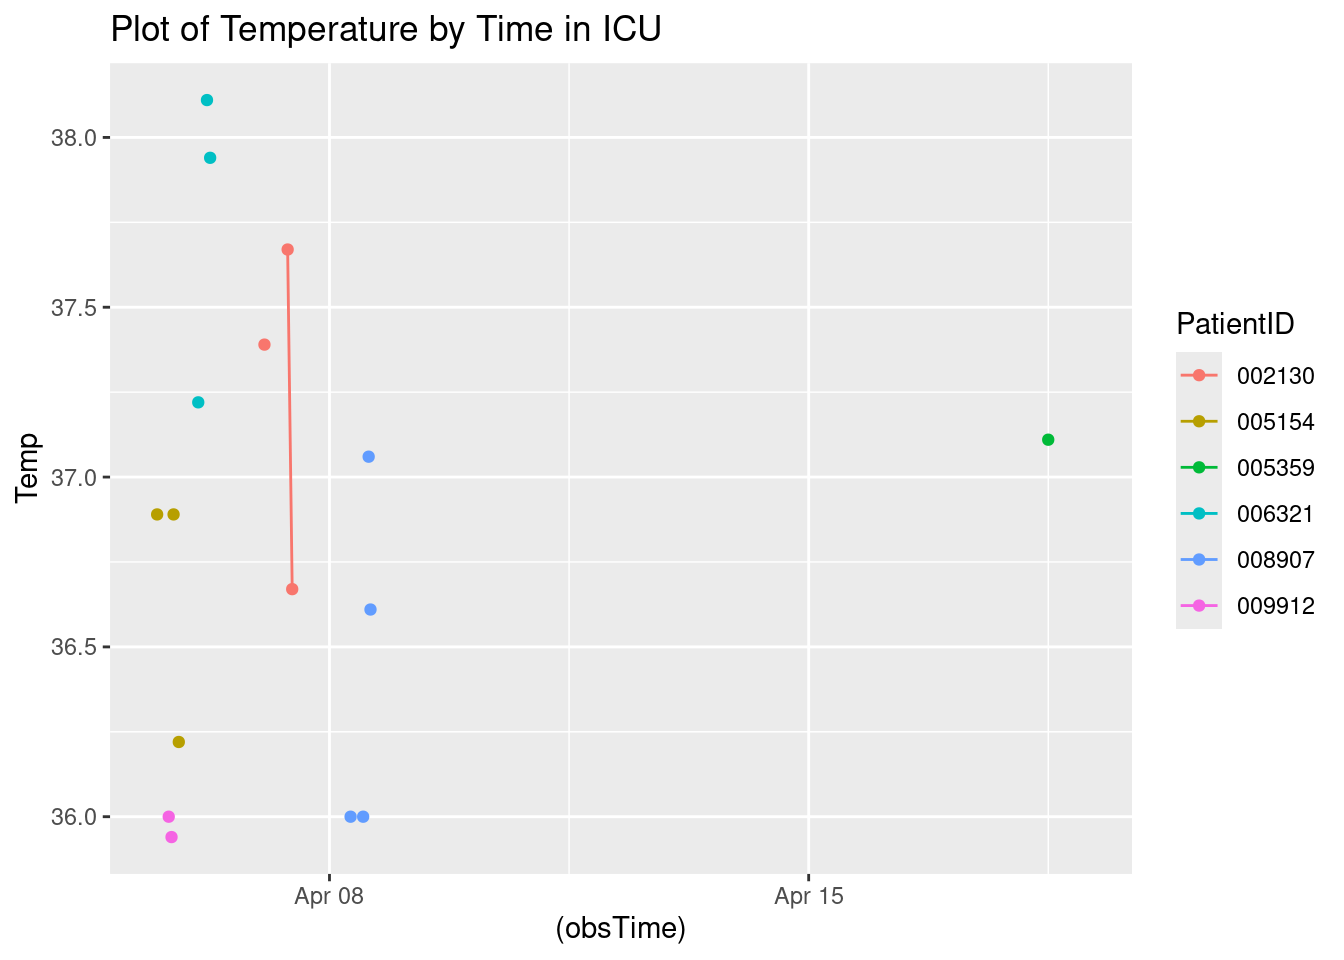 Plot of Temperature by Time in ICU
38.0
37.5
37.0
36.5
36.0
Temp
Apr 08
Apr 15
(obsTime)
PatientID
002130
005154
005359
006321
008907
009912